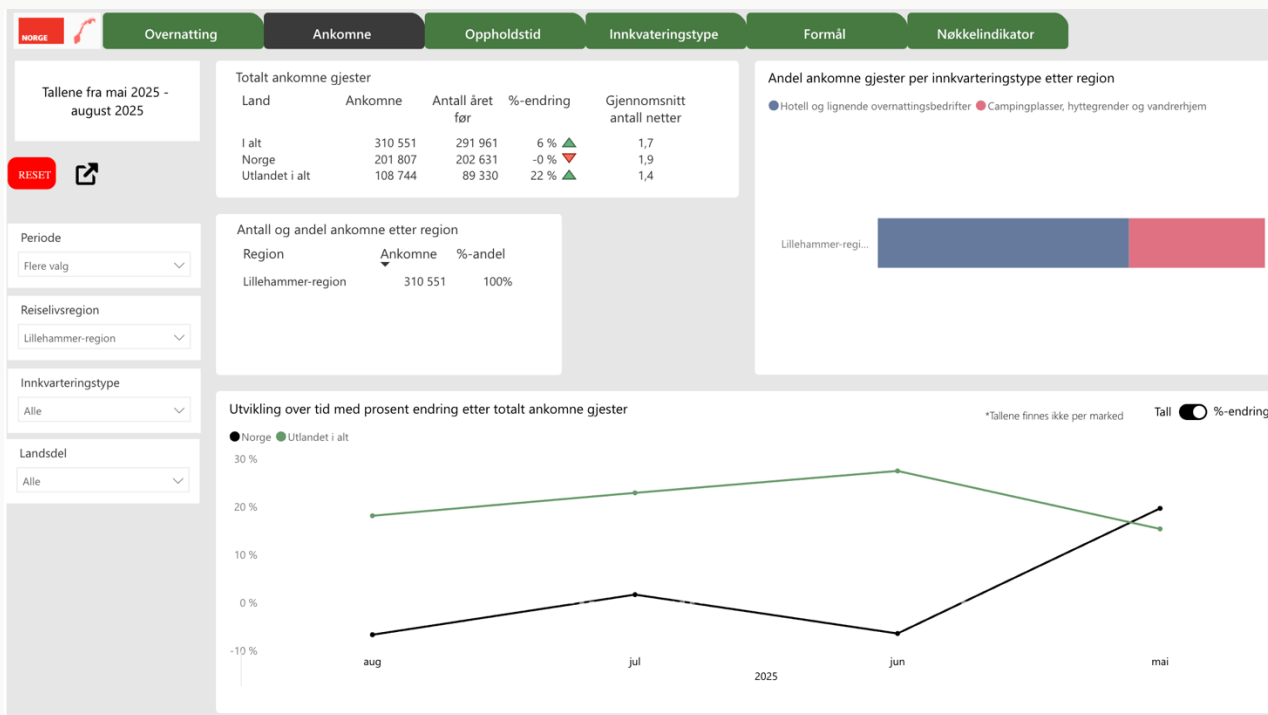 NORGE
Overnatting
Ankomne
Oppholdstid
Innkvateringstype
Formål
Nøkkelindikator
Tallene fra mai 2025 -
august 2025
RESET
Periode
Flere valg
Reiselivsregion
Lillehammer-region
Innkvarteringstype
Alle
Landsdel
Alle
Totalt ankomne gjester
Land Ankomne Antall året før %-endring Gjennomsnitt antall netter
I alt 310 551 291 961 6 % 1,7
Norge 201 807 202 631 -0 % 1,9
Utlandet i alt 108 744 89 330 22 % 1,4
Antall og andel ankomne etter region
Region Ankomne %-andel
Lillehammer-region 310 551 100%
Andel ankomne gjester per innkvarteringstype etter region
Hotell og lignende overnattingsbedrifter Campingplasser, hyttegrender og vandrerhjem
Lillehammer-regi...
Utvikling over tid med prosent endring etter totalt ankomne gjester
*Tallene finnes ikke per marked
Tall %-endring
Norge Utlandet i alt
30 %
20 %
10 %
0 %
-10 %
aug jul jun mai
2025